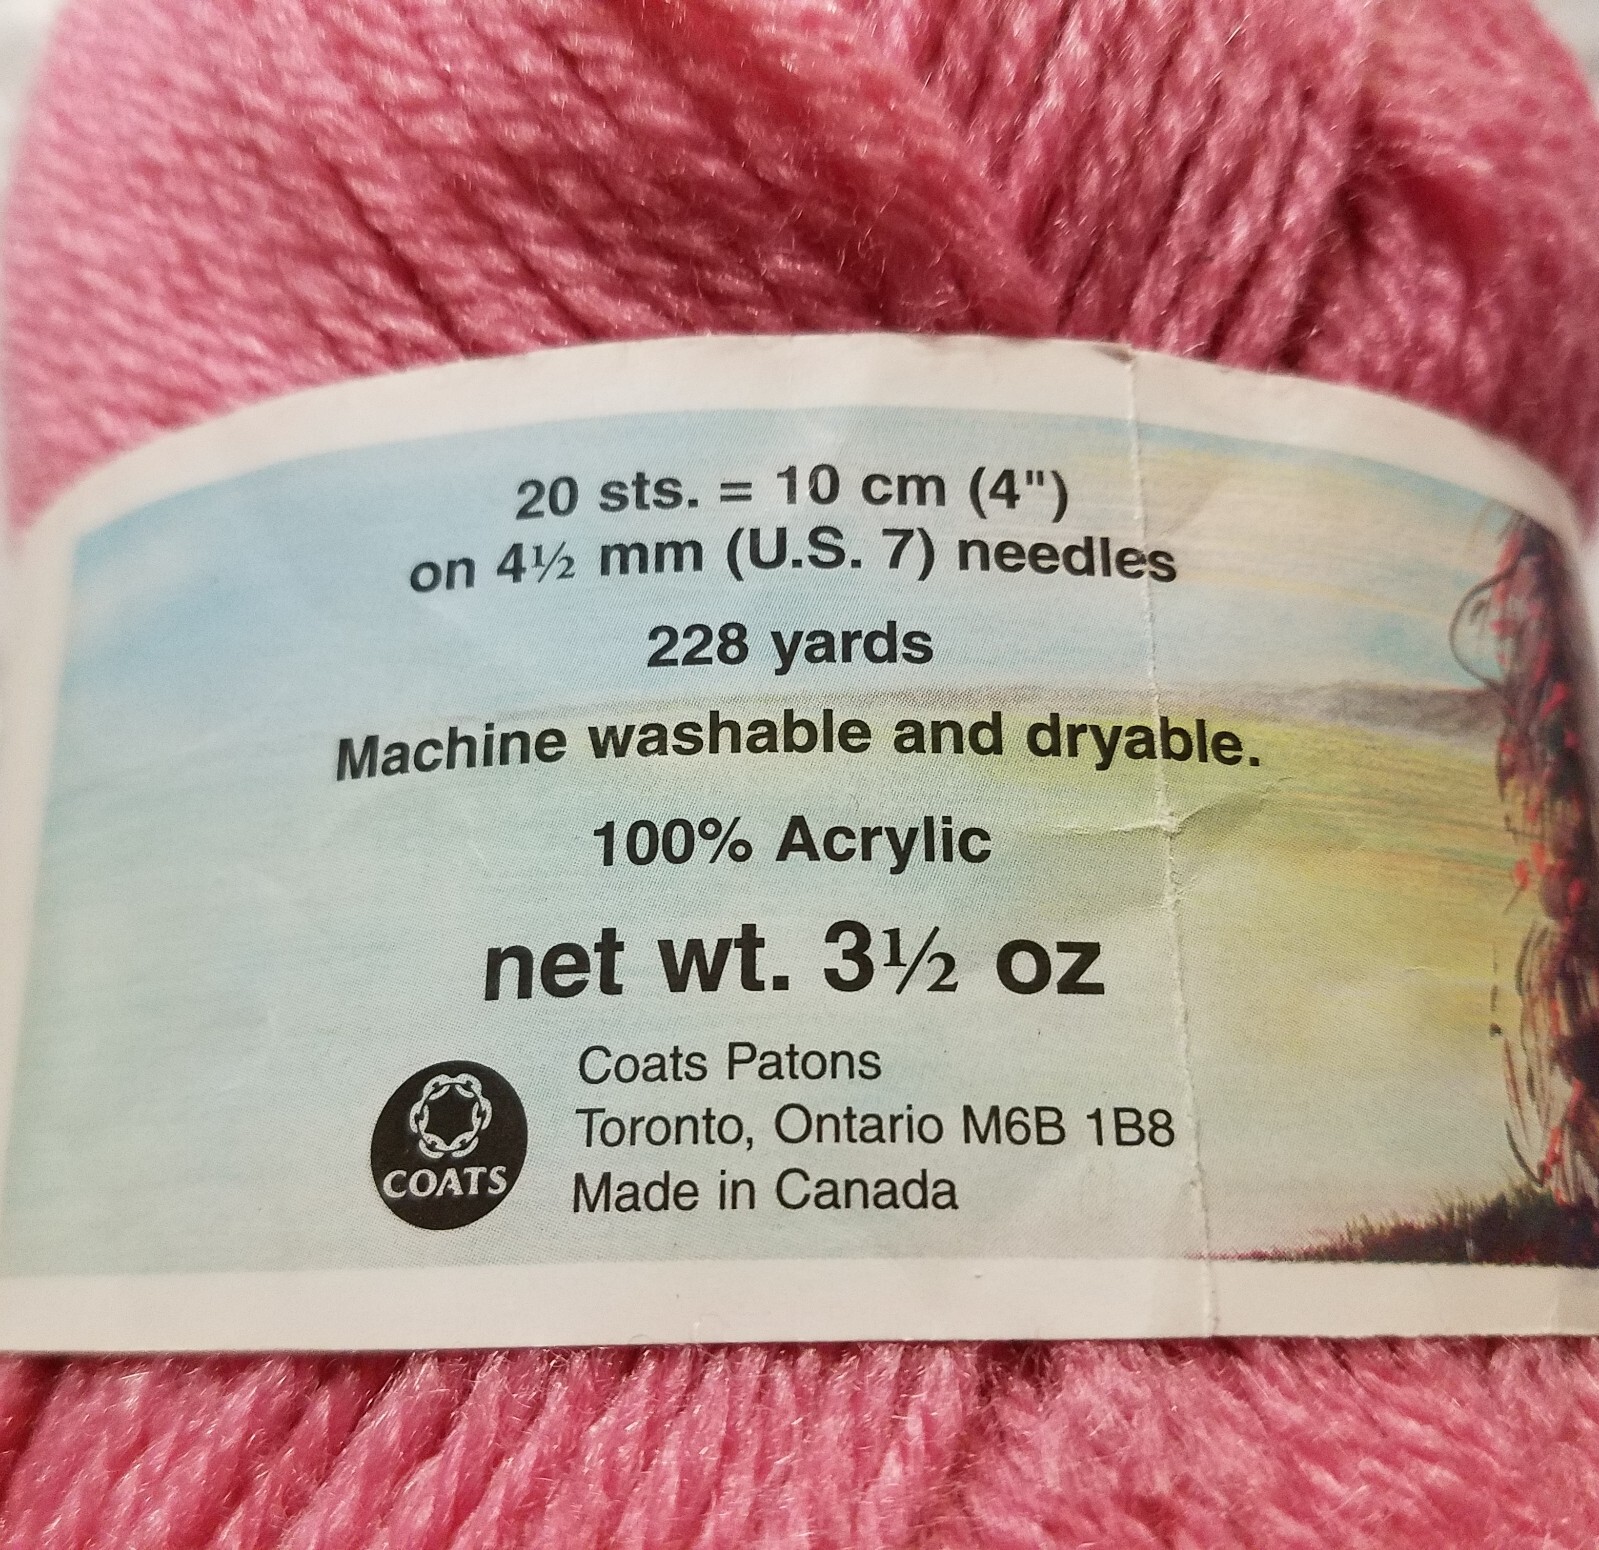 20 sts. = 10 cm (4")
on 4½ mm (U.S. 7) needles
228 yards
Machine washable and dryable.
100% Acrylic
net wt. 3½ oz
Coats Patons
Toronto, Ontario M6B 1B8
Made in Canada
COATS